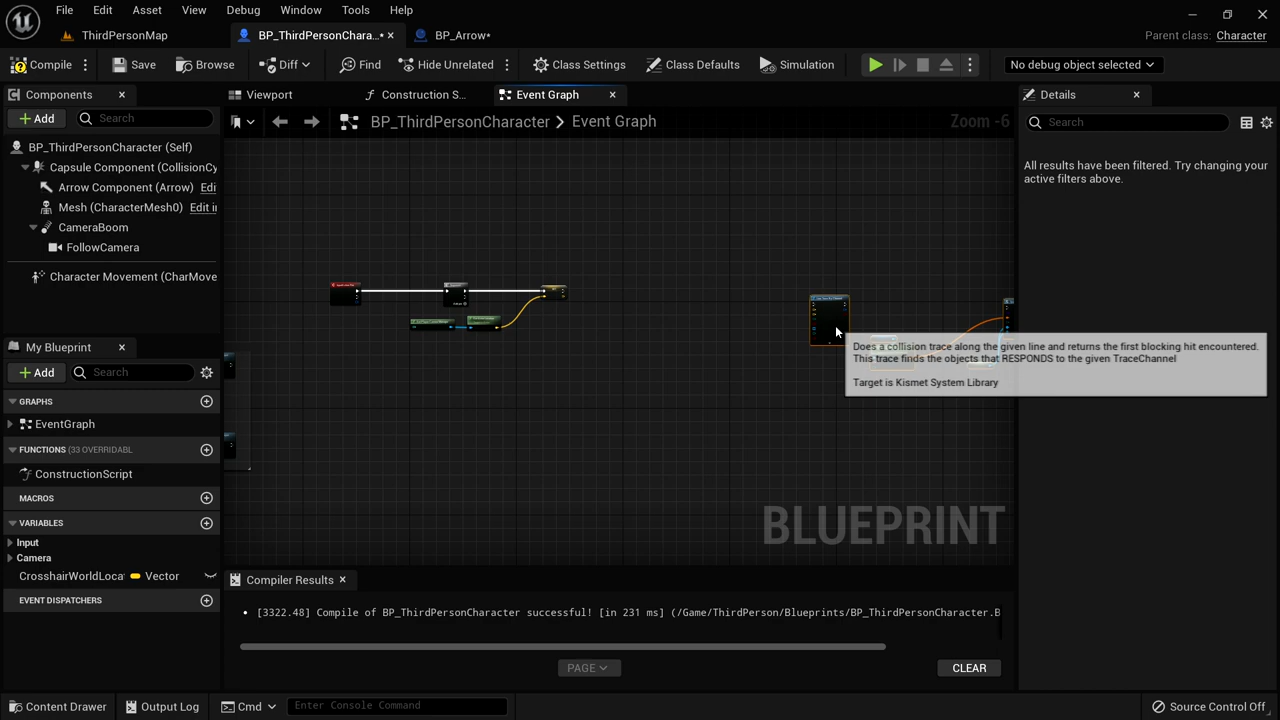 File Edit Asset View Debug Window Tools Help
ThirdPersonMap BP_ThirdPersonChara...• BP_Arrow• Parent class: Character
Compile Save Browse Diff Find Hide Unrelated Class Settings Class Defaults Simulation No debug object selected
Components Viewport Construction S... Event Graph Details
Add Search BP_ThirdPersonCharacter > Event Graph Zoom -6 Search
BP_ThirdPersonCharacter (Self)
Capsule Component (CollisionCy
Arrow Component (Arrow) Edi
Mesh (CharacterMesh0) Edit in
CameraBoom
FollowCamera
Character Movement (CharMove
All results have been filtered. Try changing your
active filters above.
My Blueprint
Add Search
GRAPHS
EventGraph
FUNCTIONS (33 OVERRIDABL
ConstructionScript
MACROS
VARIABLES
Input
Camera
CrosshairWorldLocat Vector
EVENT DISPATCHERS
Does a collision trace along the given line and returns the first blocking hit encountered.
This trace finds the objects that RESPONDS to the given TraceChannel
Target is Kismet System Library
BLUEPRINT
Compiler Results
[3322.48] Compile of BP_ThirdPersonCharacter successful! [in 231 ms] (/Game/ThirdPerson/Blueprints/BP_ThirdPersonCharacter.B
PAGE CLEAR
Content Drawer Output Log Cmd Enter Console Command Source Control Off